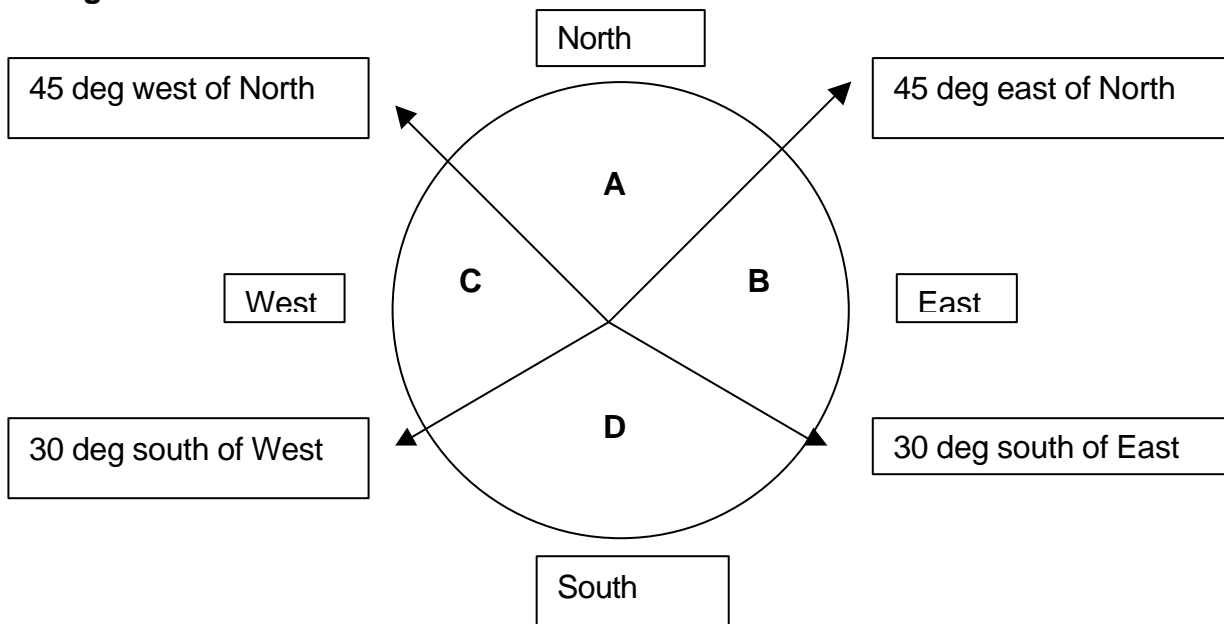 North
45 deg west of North
45 deg east of North
A
C
B
West
East
30 deg south of West
D
30 deg south of East
South